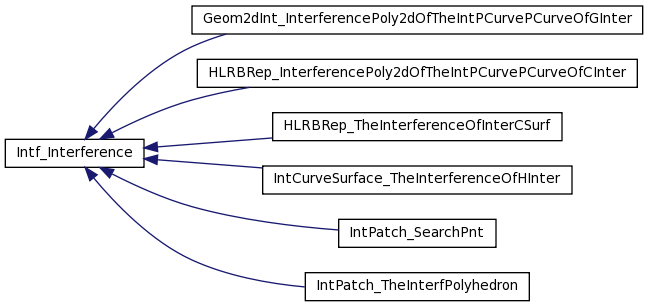 Geom2dInt_InterferencePoly2dOfTheIntPCurvePCurveOfGInter
HLRBRep_InterferencePoly2dOfTheIntPCurvePCurveOfCInter
HLRBRep_TheInterferenceOfInterCSurf
Intf_Interference
IntCurveSurface_TheInterferenceOfHInter
IntPatch_SearchPnt
IntPatch_TheInterfPolyhedron